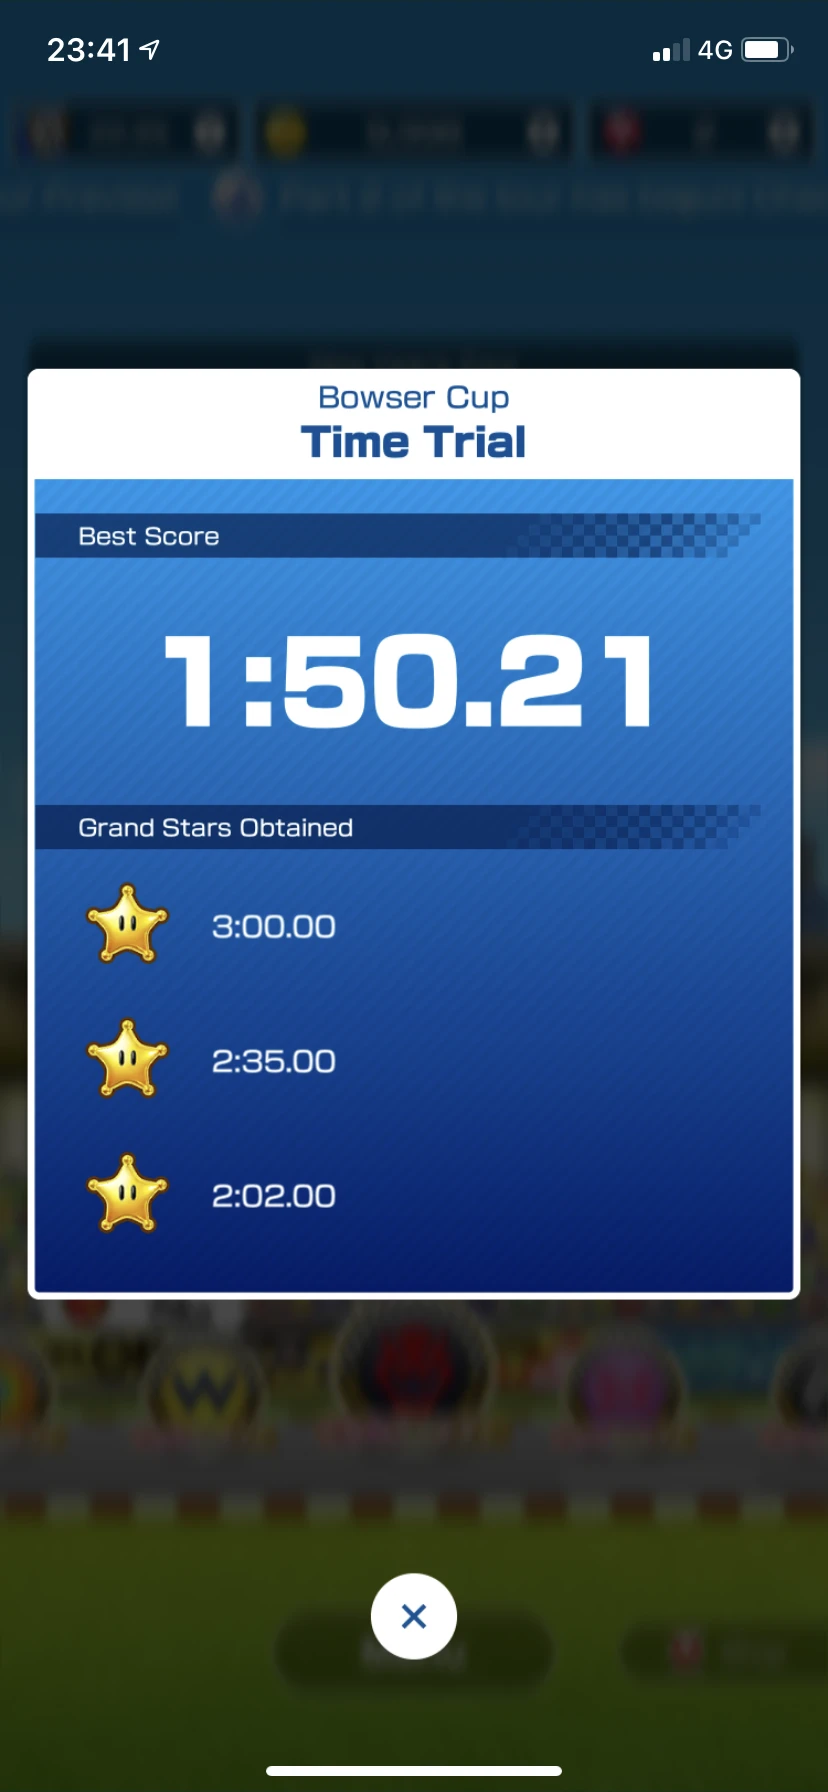 23:41
4G
Bowser Cup
Time Trial
Best Score
1:50.21
Grand Stars Obtained
3:00.00
2:35.00
2:02.00